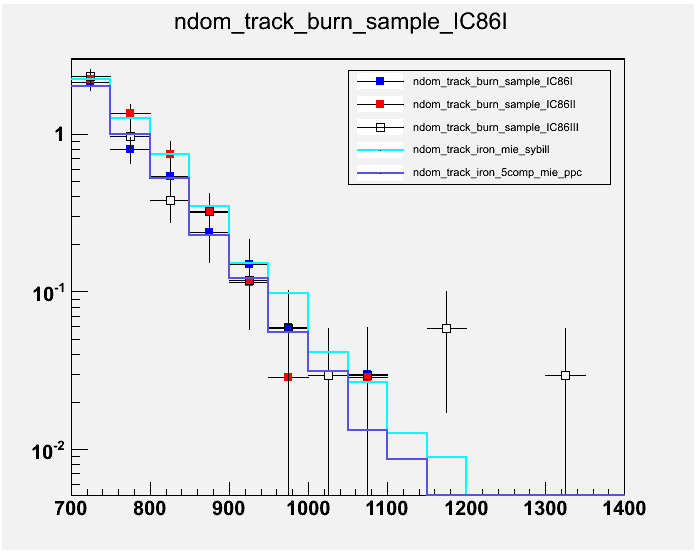 ndom_track_burn_sample_IC86I
ndom_track_burn_sample_IC86I
ndom_track_burn_sample_IC86II
ndom_track_burn_sample_IC86III
ndom_track_iron_mie_sybill
ndom_track_iron_5comp_mie_ppc
1
10-1
10-2
700 800 900 1000 1100 1200 1300 1400